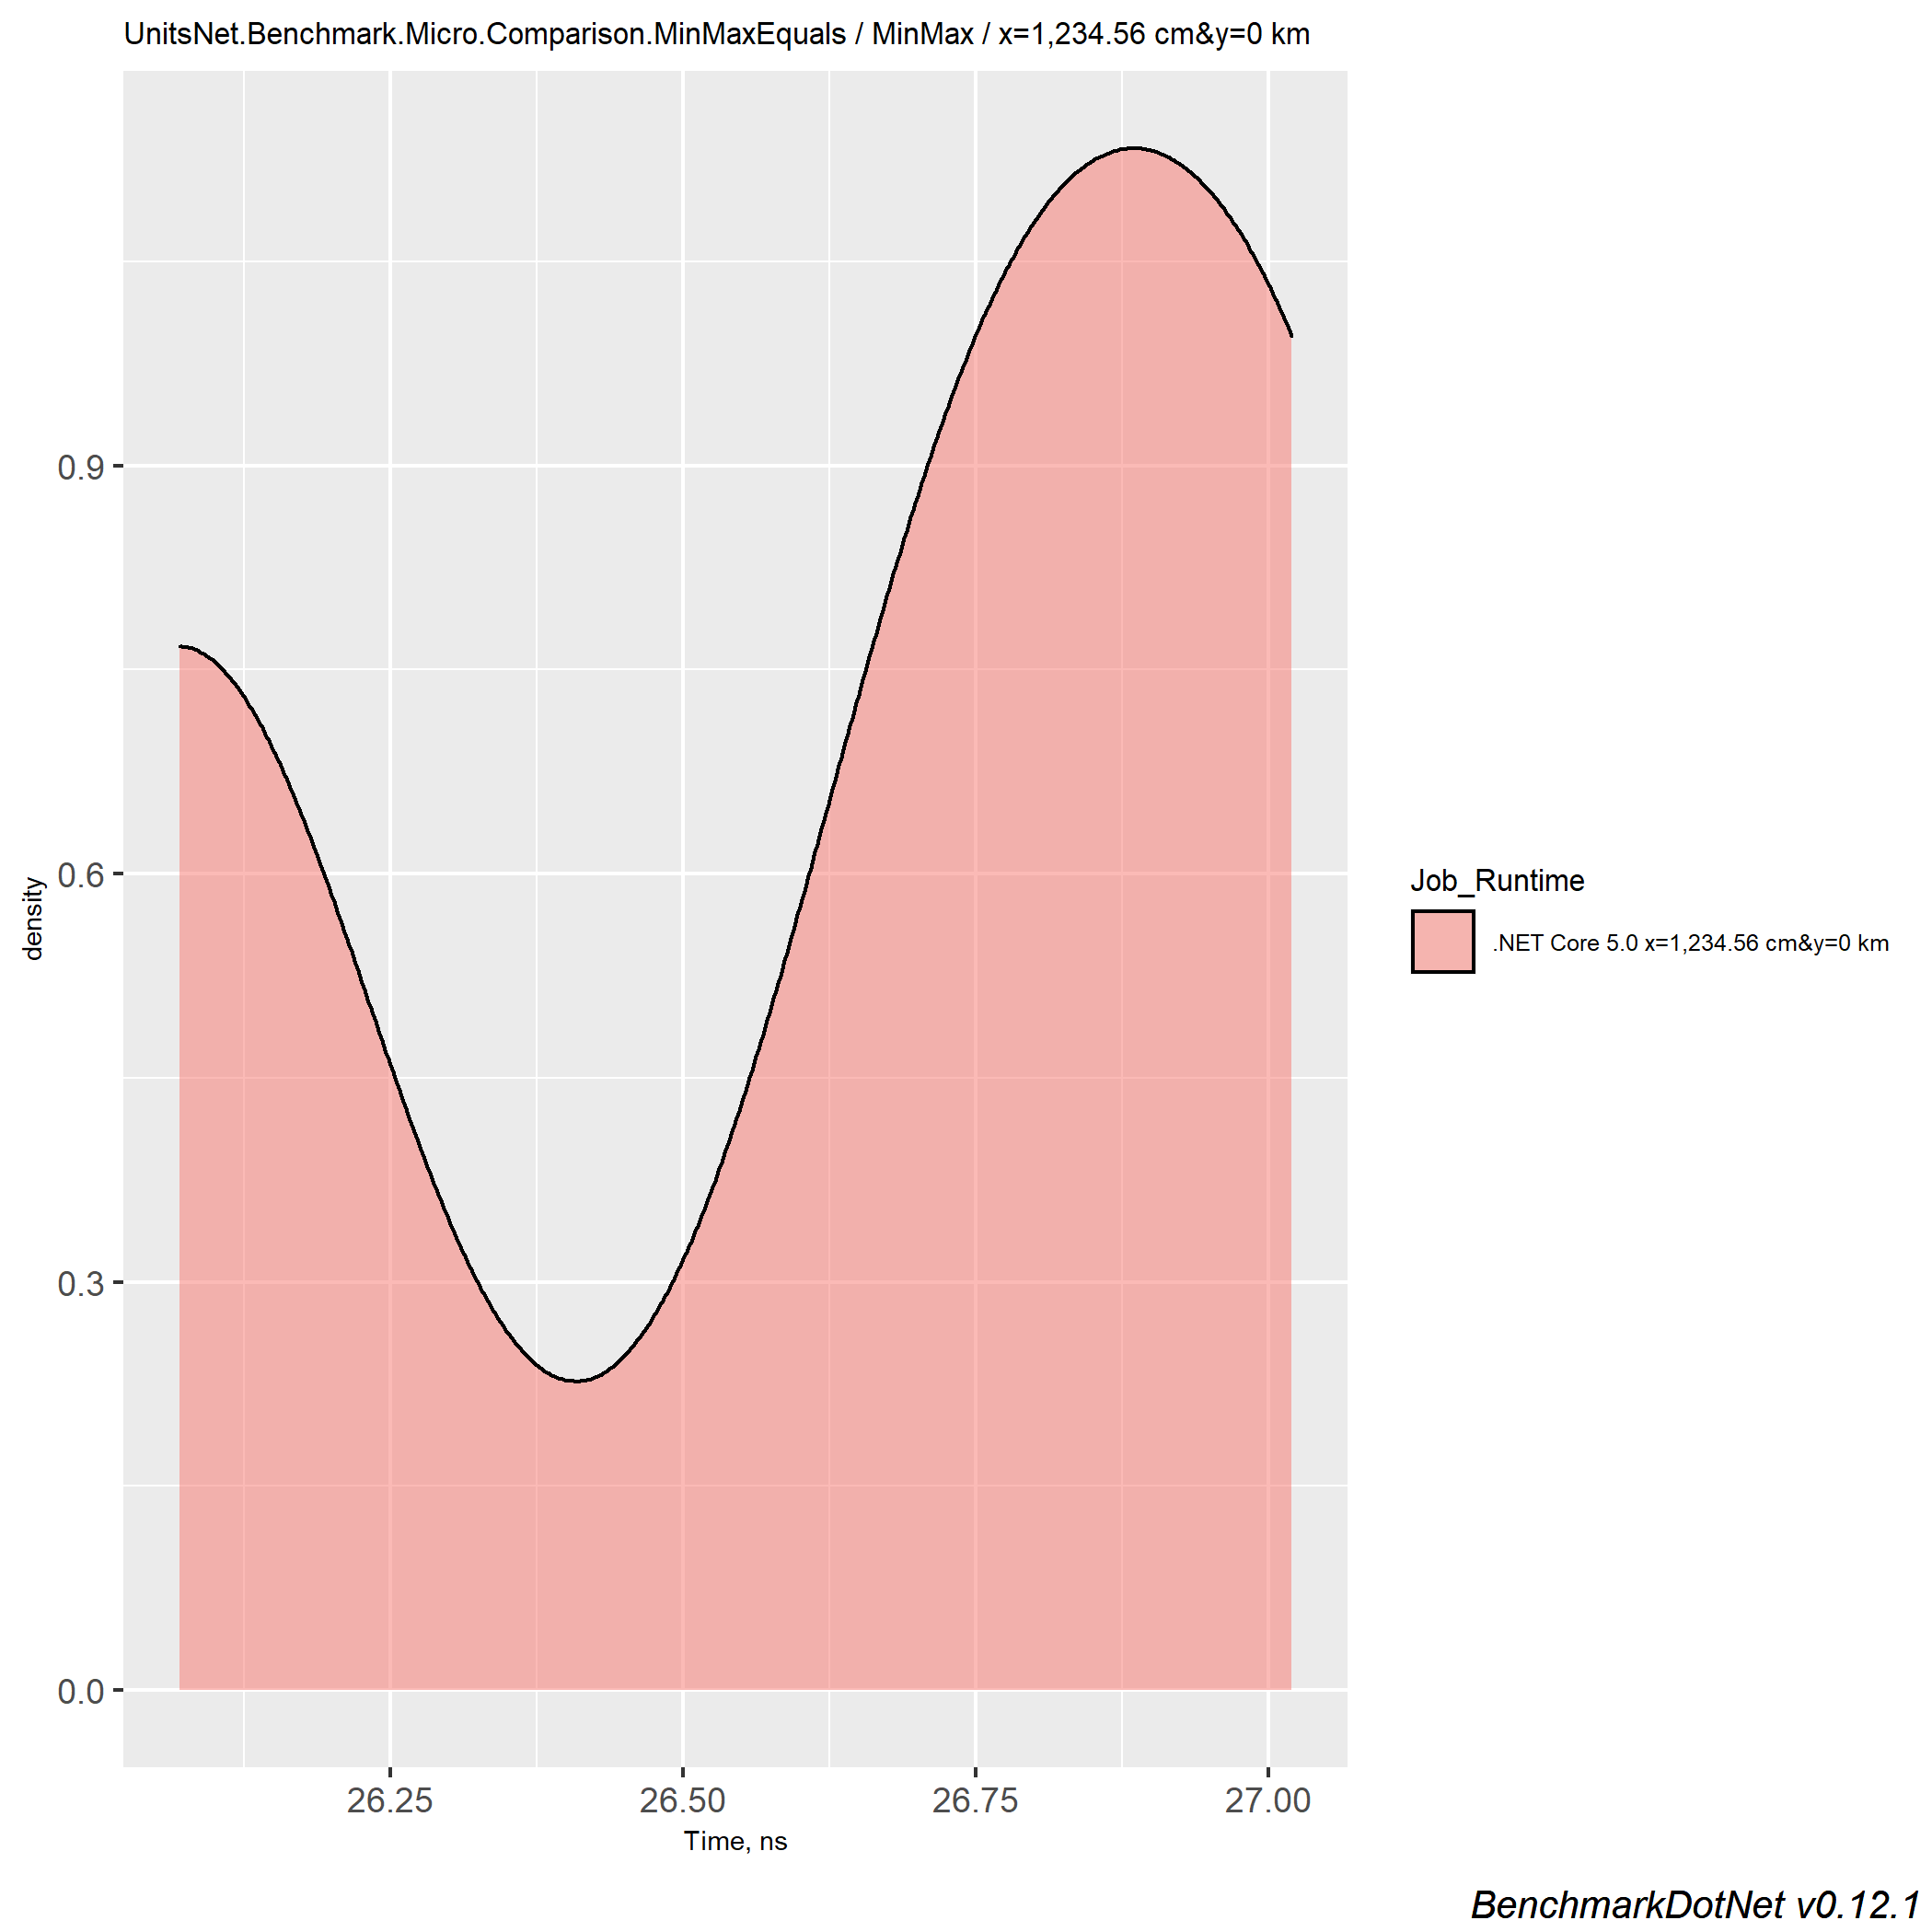 UnitsNet.Benchmark.Micro.Comparison.MinMaxEquals / MinMax / x=1,234.56 cm&y=0 km
0.9
0.6
0.3
0.0
density
26.25 26.50 26.75 27.00
Time, ns
Job_Runtime
.NET Core 5.0 x=1,234.56 cm&y=0 km
BenchmarkDotNet v0.12.1